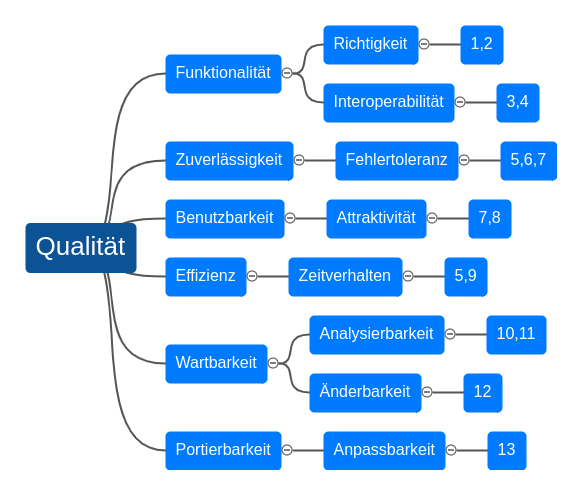 Qualität
Funktionalität
Richtigkeit
1,2
Interoperabilität
3,4
Zuverlässigkeit
Fehlertoleranz
5,6,7
Benutzbarkeit
Attraktivität
7,8
Effizienz
Zeitverhalten
5,9
Wartbarkeit
Analysierbarkeit
10,11
Änderbarkeit
12
Portierbarkeit
Anpassbarkeit
13